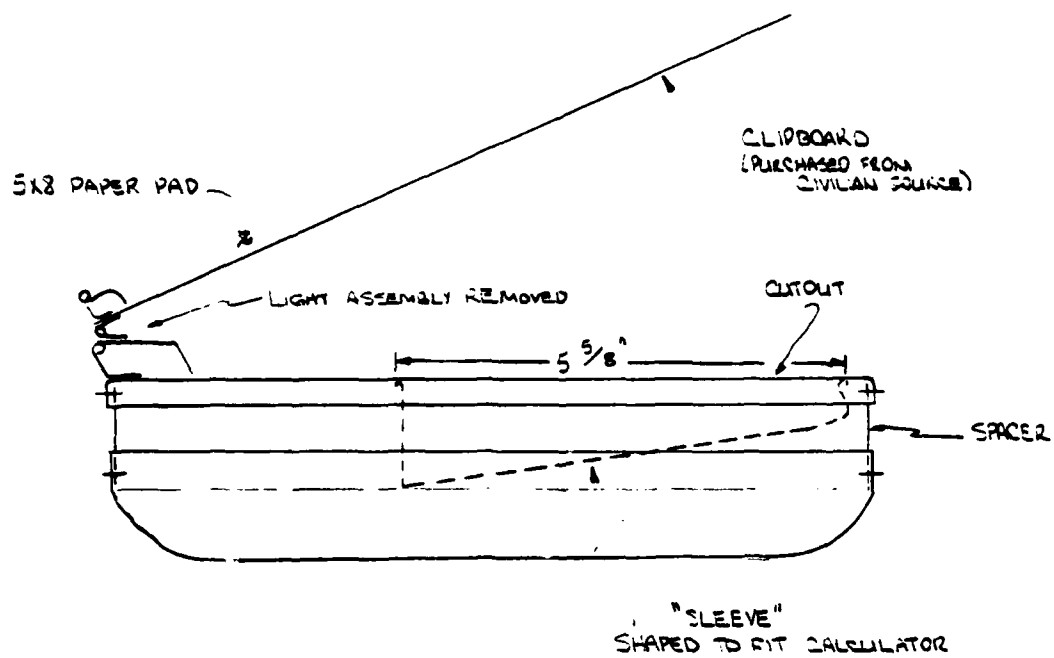 CLIPBOARD
(PURCHASED FROM
CIVILIAN SOURCE)
5X8 PAPER PAD
LIGHT ASSEMBLY REMOVED
CUTOUT
5 5/8"
SPACER
"SLEEVE"
SHAPED TO FIT CALCULATOR